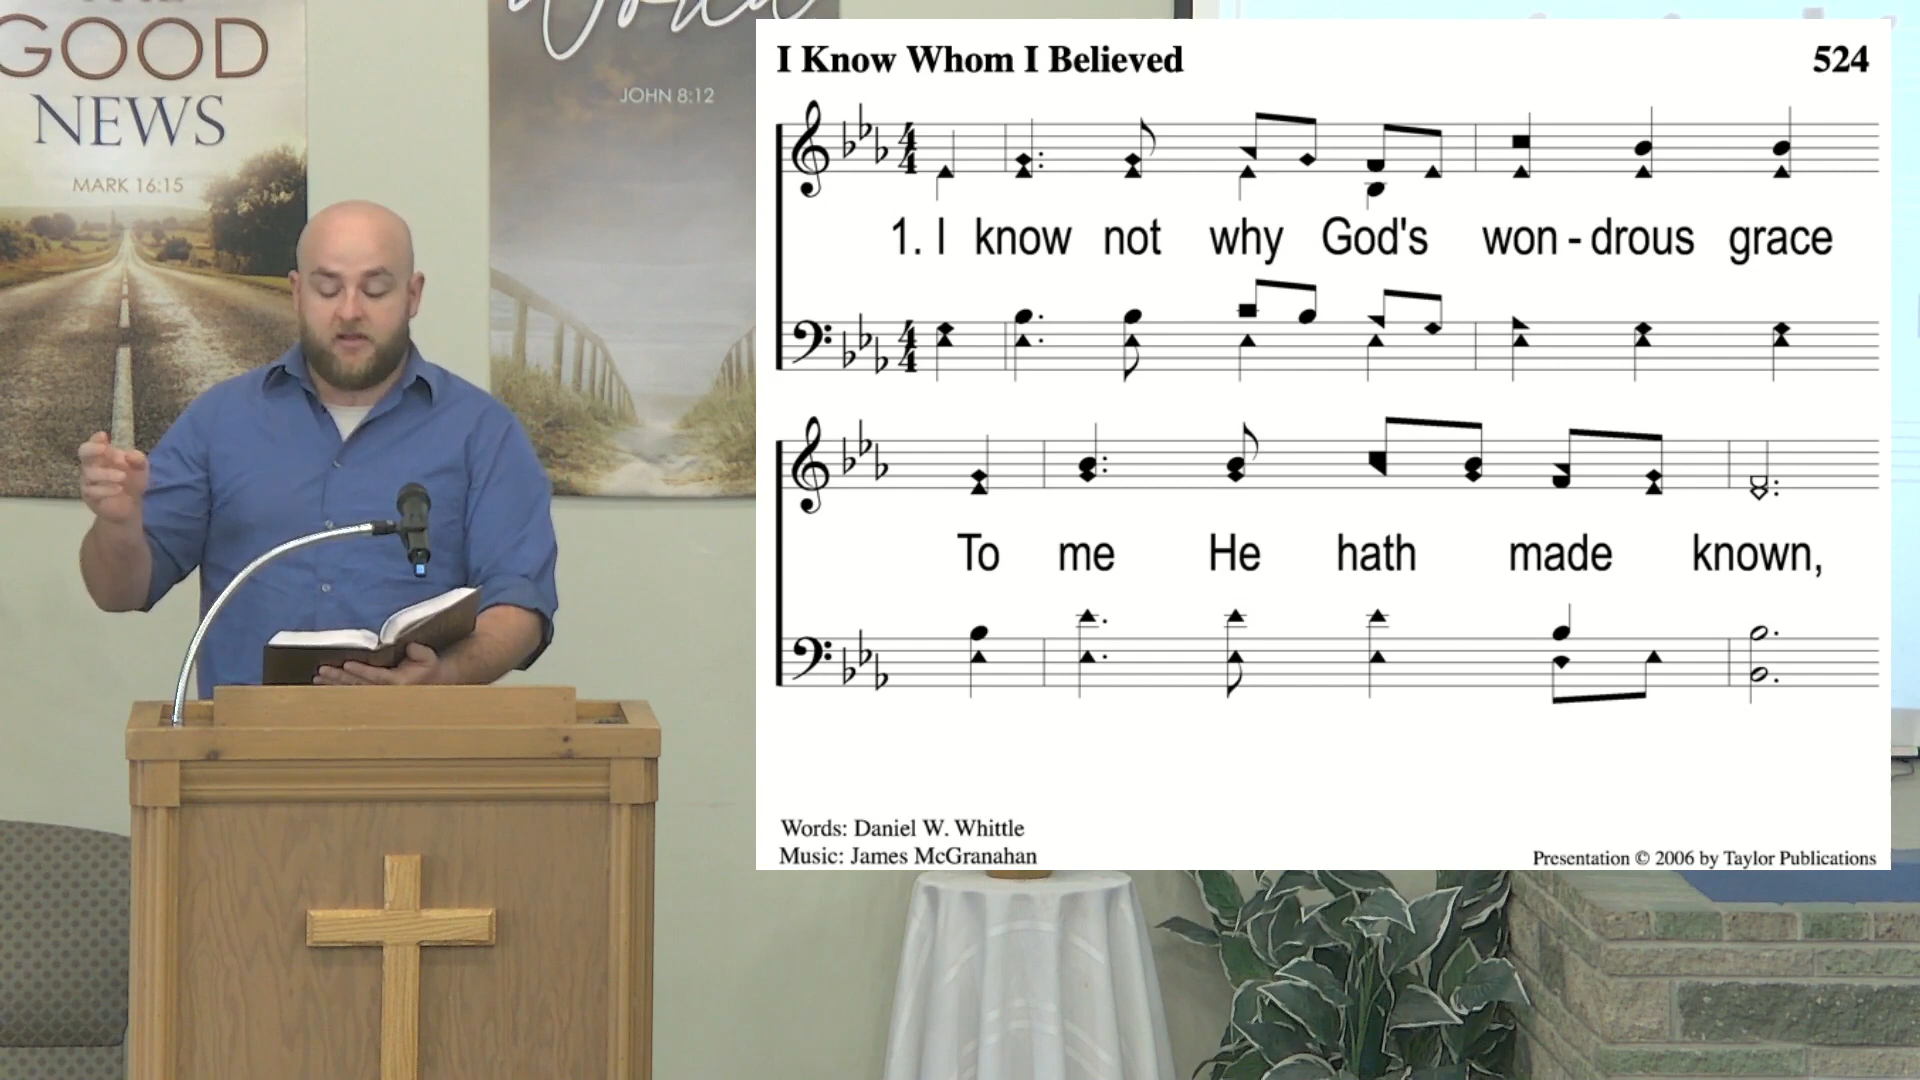 GOOD
NEWS
MARK 16:15
World
JOHN 8:12
I Know Whom I Believed
524
1. I know not why God's won - drous grace
To me He hath made known,
Words: Daniel W. Whittle
Music: James McGranahan
Presentation © 2006 by Taylor Publications